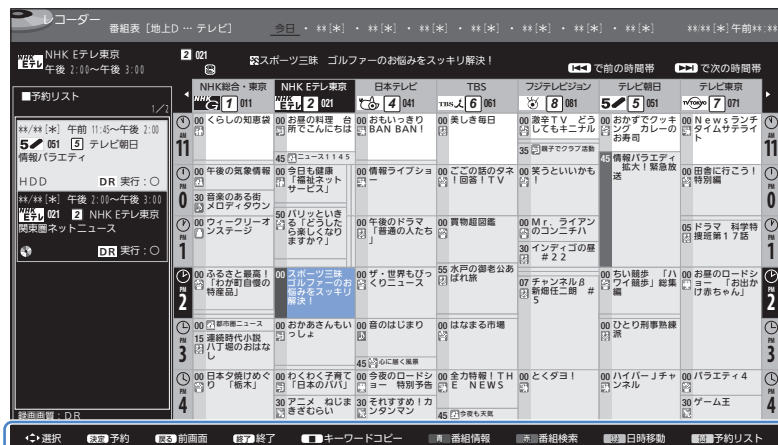 レコーダー
番組表［地上D … テレビ］
今日 ・ **[*] ・ **[*] ・ **[*] ・ **[*] ・ **[*] ・ **[*]
**/**[*]午前**:**
NHK Eテレ東京
午後 2:00～午後 3:00
2 021
スポーツ三昧 ゴルファーのお悩みをスッキリ解決！
で前の時間帯
で次の時間帯
■予約リスト
1/2
**/**[*] 午前 11:45～午後 2:00
051 5 テレビ朝日
情報バラエティ
HDD DR 実行：○
**/**[*] 午後 2:00～午後 3:00
021 2 NHK Eテレ東京
関東圏ネットニュース
DR 実行：○
録画画質：DR
NHK総合・東京
NHK Eテレ東京
日本テレビ
TBS
フジテレビジョン
テレビ朝日
テレビ東京
NHK G 1 011
NHK Eテレ 2 021
4 041
TBS 6 061
8 081
5 5 051
7 071
AM 11
PM 0
PM 1
PM 2
PM 3
PM 4
00 くらしの知恵袋
00 午後の気象情報
30 音楽のある街
メロディタウン
00 ウィークリーオ
ンステージ
00 ふるさと最高！
「わが町自慢の
特産品」
00 都市圏ニュース
15 連続時代小説
八丁堀のおはな
し
00 日本夕焼けめぐ
り 「栃木」
00 お昼の料理 台
所でこんにちは
45 ニュース1145
00 今日も健康
「福祉ネット
サービス」
50 パリッといき
る「どうした
ら楽しくなり
ますか？」
00 スポーツ三昧
ゴルファーのお
悩みをスッキリ
解決！
00 おかあさんもい
っしょ
00 わくわく子育て
「日本のパパ」
30 アニメ ねじま
ききざむらい
00 おもいっきり
BAN BAN！
00 情報ライブショ
ー
00 午後のドラマ
「普通の人たち
」
00 ザ・世界もびっ
くりニュース
00 音のはじまり
45 心に届く風景
00 今夜のロードシ
ョー 特別予告
30 それすすめ！カ
ンタンマン
00 美しき毎日
00 ごごの話のタネ
！回答！TV
00 買物超図鑑
55 水戸の御老公あ
ばれ旅
00 はなまる市場
00 全力特報！TH
E NEWS
45 今夜も天気
00 激辛TV どう
してもキニナル
35 親子でクラフ活動
00 笑うといいかも
！
00 Mr．ライアン
のコンニチハ
30 インディゴの昼
＃22
07 チャンネルβ
新畑任二朗 ＃
5
00 とくダヨ！
00 おかずでクッキ
ング カレーの
お寿司
45 情報バラエディ
拡大！緊急放
送
00 ちい競歩 「ハ
ワイ競歩」総集
編
00 ひとり刑事熟練
派
00 ハイパーJチャ
ンネル
00 Newsランチ
タイムサテライ
ト
00 田舎に行こう！
特別編
05 ドラマ 科学特
捜班第17話
00 お昼のロードシ
ョー 「お出か
け赤ちゃん」
00 バラエティ4
30 ゲーム王
選択 決定 予約 戻る 前画面 終了 終了 キーワードコピー 青 番組情報 赤 番組検索 緑 日時移動 黄 予約リスト